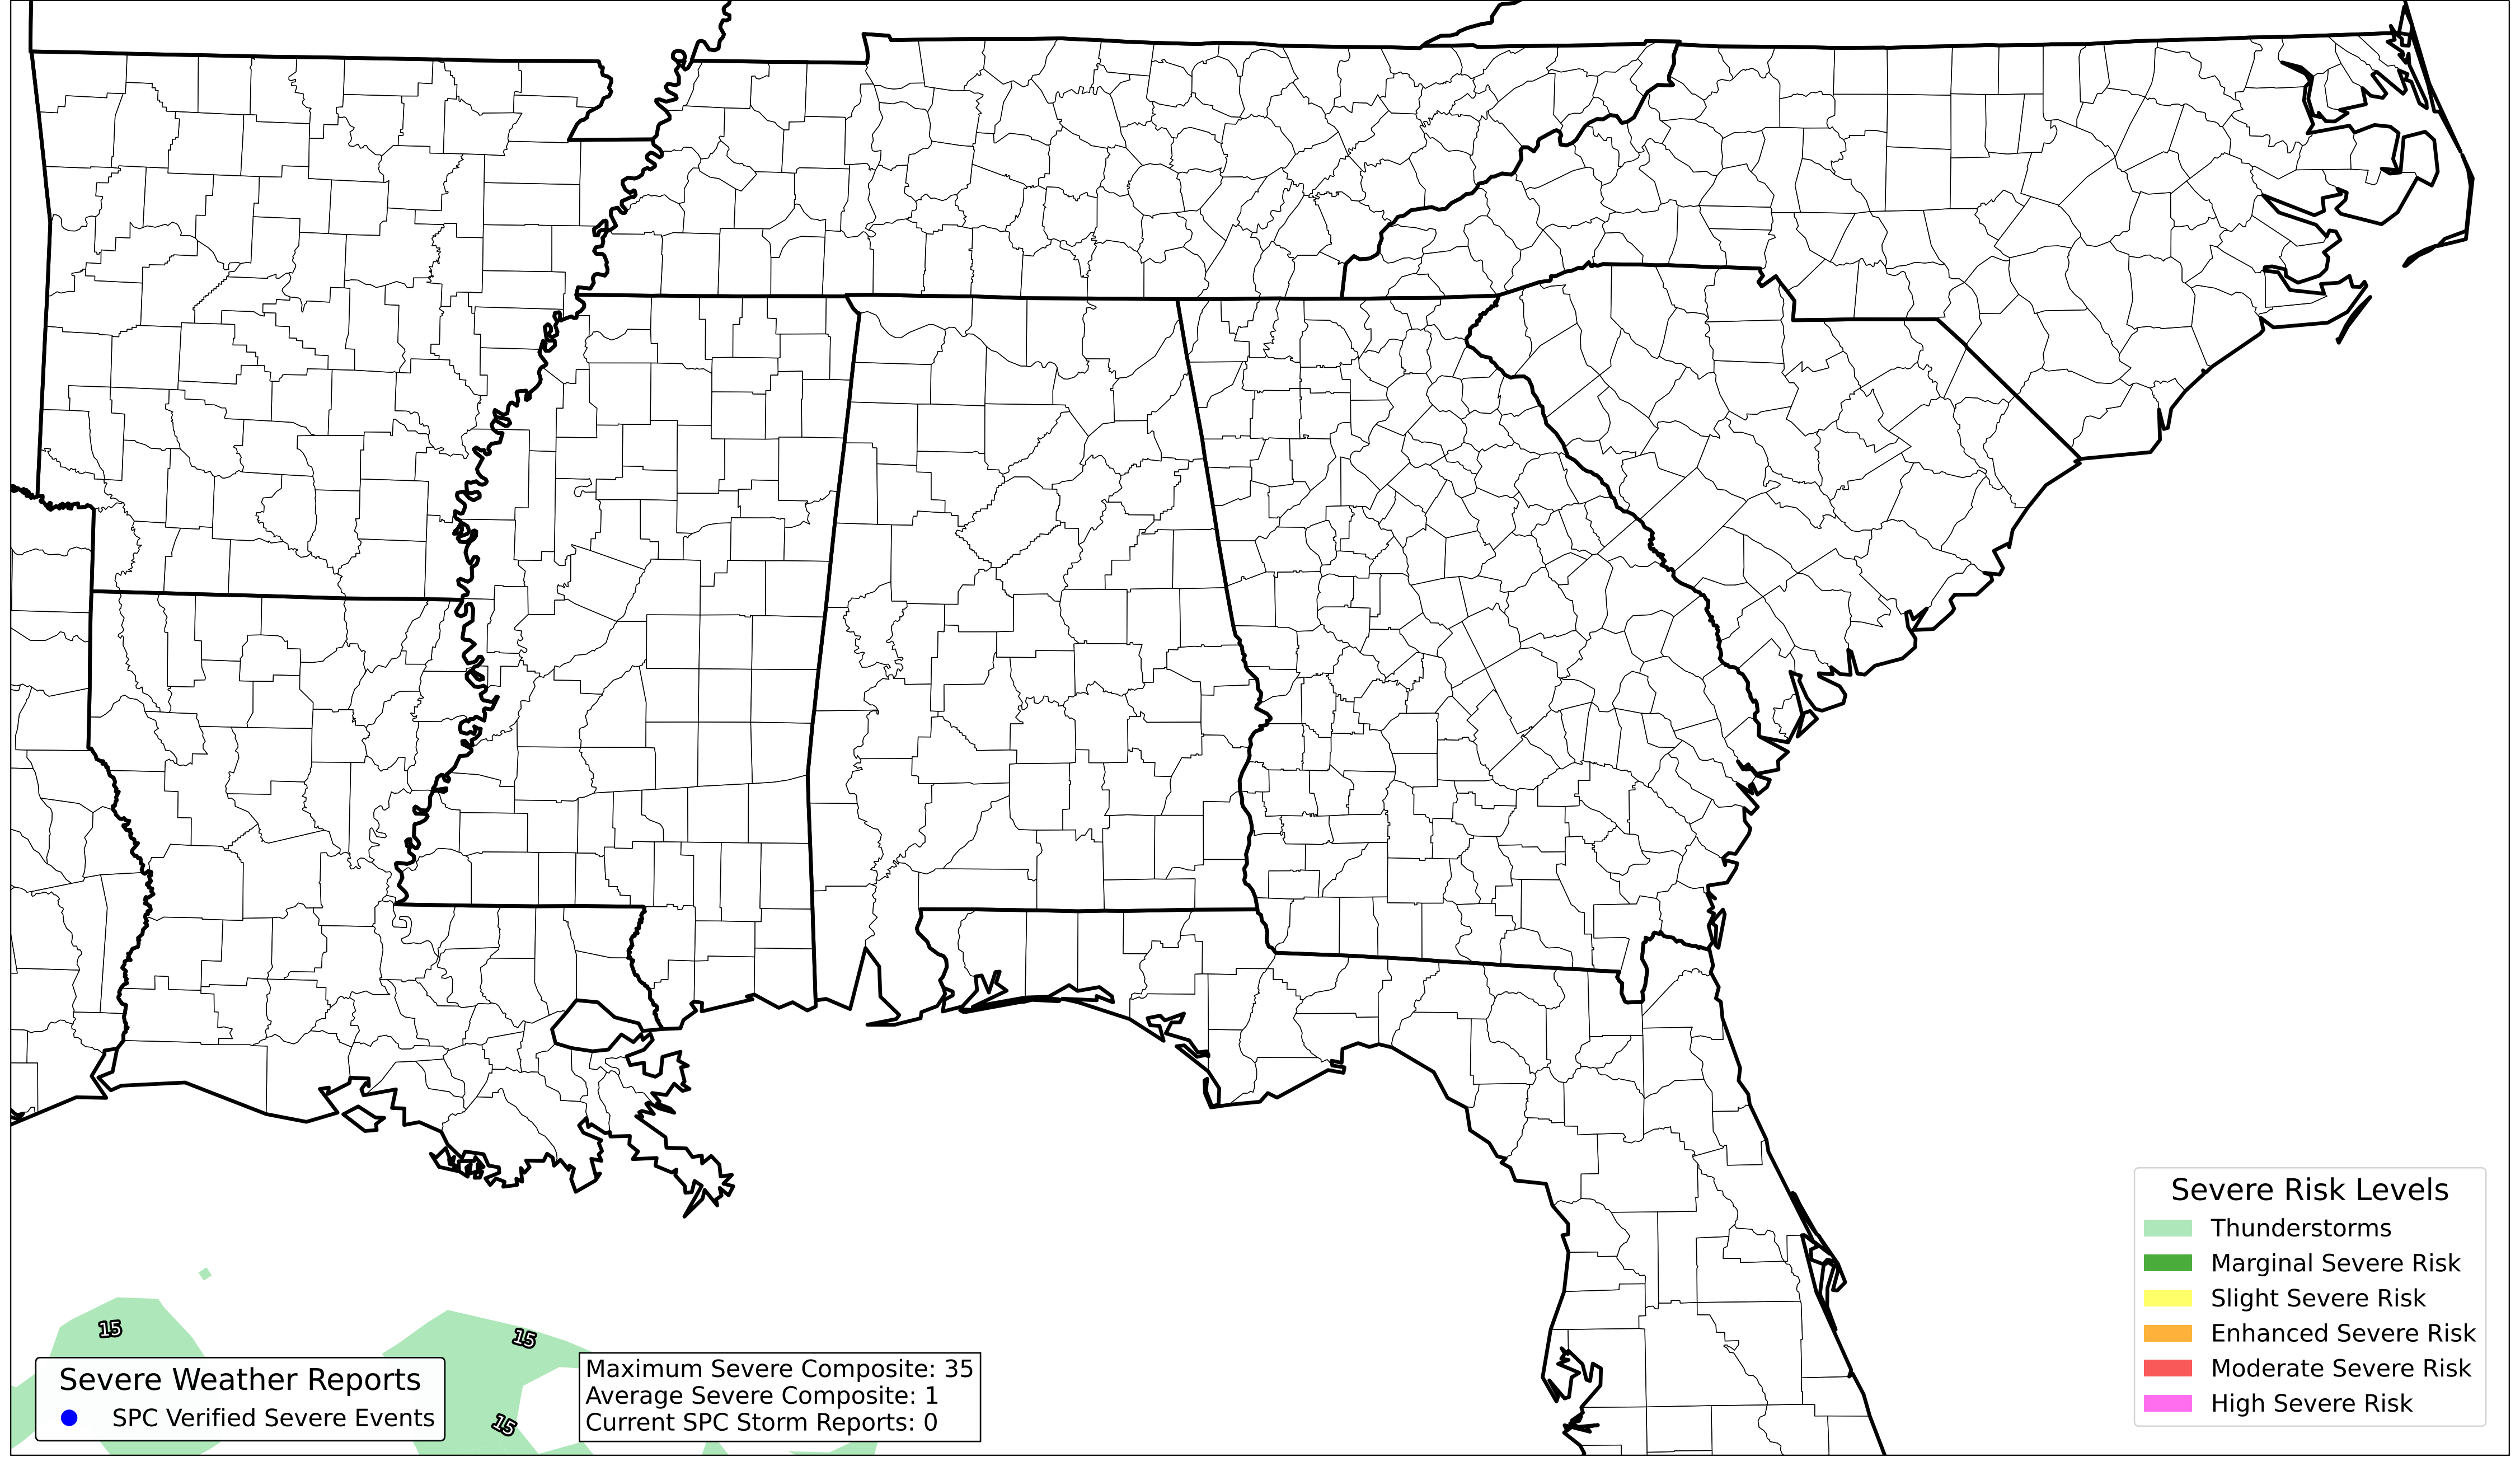 15
15
15
Severe Weather Reports
SPC Verified Severe Events
Maximum Severe Composite: 35
Average Severe Composite: 1
Current SPC Storm Reports: 0
Severe Risk Levels
Thunderstorms
Marginal Severe Risk
Slight Severe Risk
Enhanced Severe Risk
Moderate Severe Risk
High Severe Risk